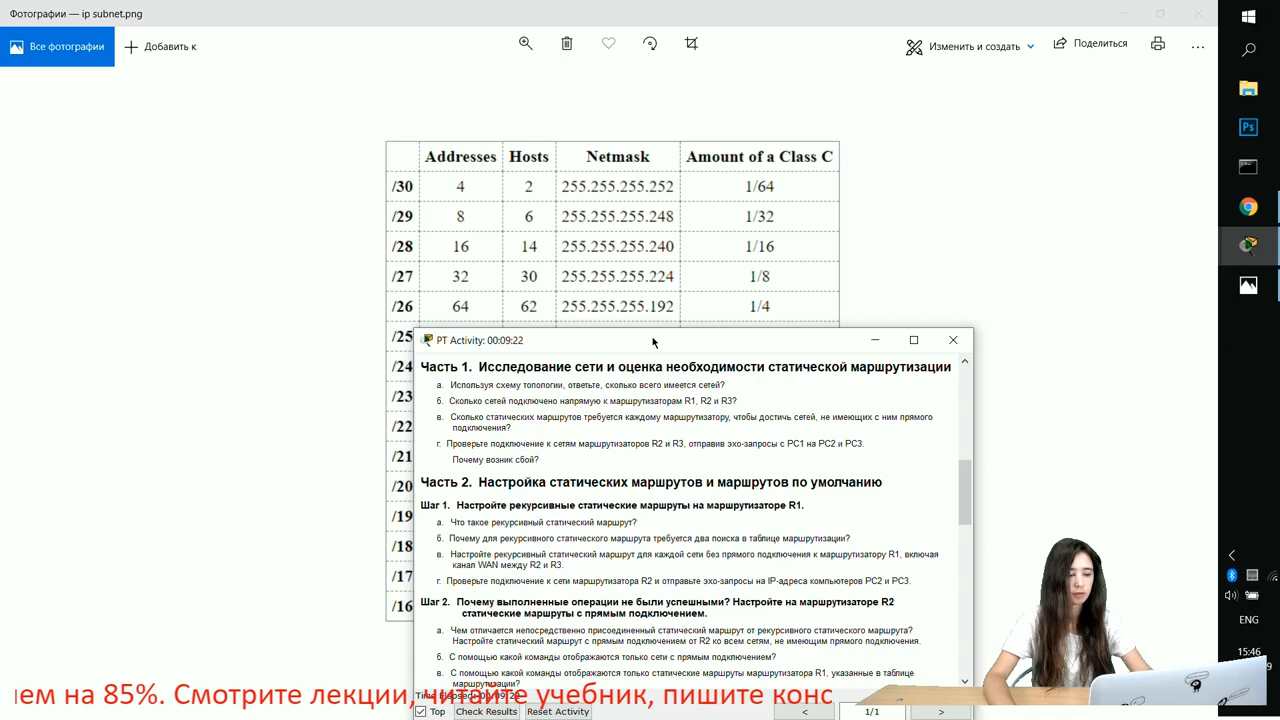 Фотографии — ip subnet.png
Все фотографии
Добавить к
Изменить и создать
Поделиться
Addresses Hosts Netmask Amount of a Class C
/30 4 2 255.255.255.252 1/64
/29 8 6 255.255.255.248 1/32
/28 16 14 255.255.255.240 1/16
/27 32 30 255.255.255.224 1/8
/26 64 62 255.255.255.192 1/4
/25
/24
/23
/22
/21
/20
/19
/18
/17
/16
PT Activity: 00:09:22
Часть 1. Исследование сети и оценка необходимости статической маршрутизации
а. Используя схему топологии, ответьте, сколько всего имеется сетей?
б. Сколько сетей подключено напрямую к маршрутизаторам R1, R2 и R3?
в. Сколько статических маршрутов требуется каждому маршрутизатору, чтобы достичь сетей, не имеющих с ним прямого
подключения?
г. Проверьте подключение к сетям маршрутизаторов R2 и R3, отправив эхо-запросы с PC1 на PC2 и PC3.
Почему возник сбой?
Часть 2. Настройка статических маршрутов и маршрутов по умолчанию
Шаг 1. Настройте рекурсивные статические маршруты на маршрутизаторе R1.
а. Что такое рекурсивный статический маршрут?
б. Почему для рекурсивного статического маршрута требуется два поиска в таблице маршрутизации?
в. Настройте рекурсивный статический маршрут для каждой сети без прямого подключения к маршрутизатору R1, включая
канал WAN между R2 и R3.
г. Проверьте подключение к сети маршрутизатора R2 и отправьте эхо-запросы на IP-адреса компьютеров PC2 и PC3.
Шаг 2. Почему выполненные операции не были успешными? Настройте на маршрутизаторе R2
статические маршруты с прямым подключением.
а. Чем отличается непосредственно присоединенный статический маршрут от рекурсивного статического маршрута?
Настройте статический маршрут с прямым подключением от R2 ко всем сетям, не имеющим прямого подключения.
б. С помощью какой команды отображаются только сети с прямым подключением?
в. С помощью какой команды отображаются только статические маршруты маршрутизатора R1, указанные в таблице
маршрутизации?
Top Check Results Reset Activity < 1/1 >
ем на 85%. Смотрите лекции, читайте учебник, пишите конс
Ps
ENG
15:46